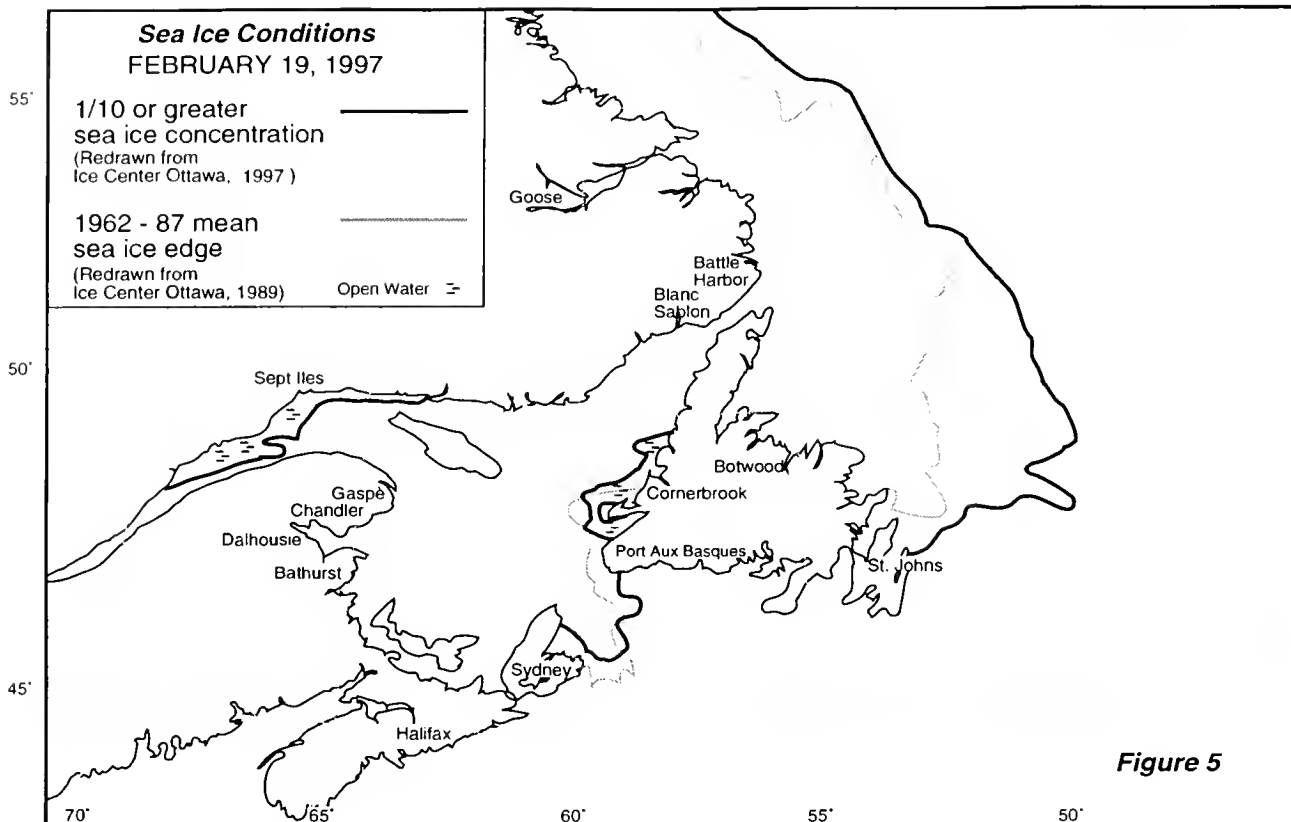 Sea Ice Conditions
FEBRUARY 19, 1997
1/10 or greater
sea ice concentration
(Redrawn from
Ice Center Ottawa, 1997 )
1962 - 87 mean
sea ice edge
(Redrawn from
Ice Center Ottawa, 1989)
Open Water
55°
50°
45°
Goose
Battle
Harbor
Blanc
Sablon
Sept Iles
Botwood
Cornerbrook
Gaspè
Chandler
Dalhousie
Bathurst
Port Aux Basques
St. Johns
Sydney
Halifax
Figure 5
70°
65°
60°
55°
50°